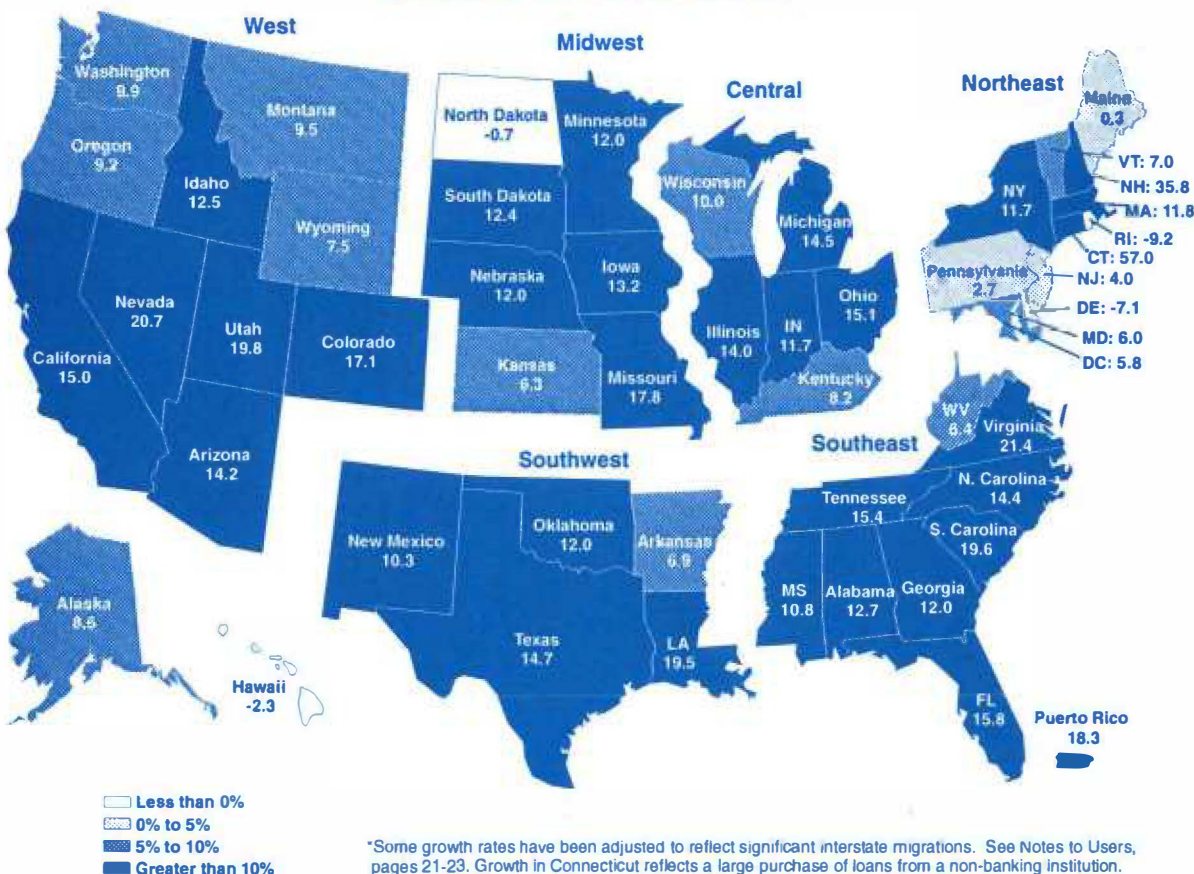 West
Midwest
Central
Northeast
Washington
9.9
Montana
9.5
Oregon
9.2
Idaho
12.5
Wyoming
7.5
Nevada
20.7
Utah
19.8
Colorado
17.1
California
15.0
Arizona
14.2
Alaska
8.6
Hawaii
-2.3
North Dakota
-0.7
Minnesota
12.0
South Dakota
12.4
Nebraska
12.0
Iowa
13.2
Kansas
6.3
Missouri
17.8
Wisconsin
10.0
Michigan
14.5
Illinois
14.0
IN
11.7
Ohio
15.1
Kentucky
8.2
Maine
0.3
VT: 7.0
NH: 35.8
MA: 11.8
RI: -9.2
CT: 57.0
NJ: 4.0
DE: -7.1
MD: 6.0
DC: 5.8
NY
11.7
Pennsylvania
2.7
Southwest
Southeast
New Mexico
10.3
Oklahoma
12.0
Arkansas
6.9
Texas
14.7
LA
19.5
WV
6.4
Virginia
21.4
N. Carolina
14.4
Tennessee
15.4
S. Carolina
19.6
MS
10.8
Alabama
12.7
Georgia
12.0
FL
15.8
Puerto Rico
18.3
Less than 0%
0% to 5%
5% to 10%
Greater than 10%
*Some growth rates have been adjusted to reflect significant interstate migrations. See Notes to Users,
pages 21-23. Growth in Connecticut reflects a large purchase of loans from a non-banking institution.